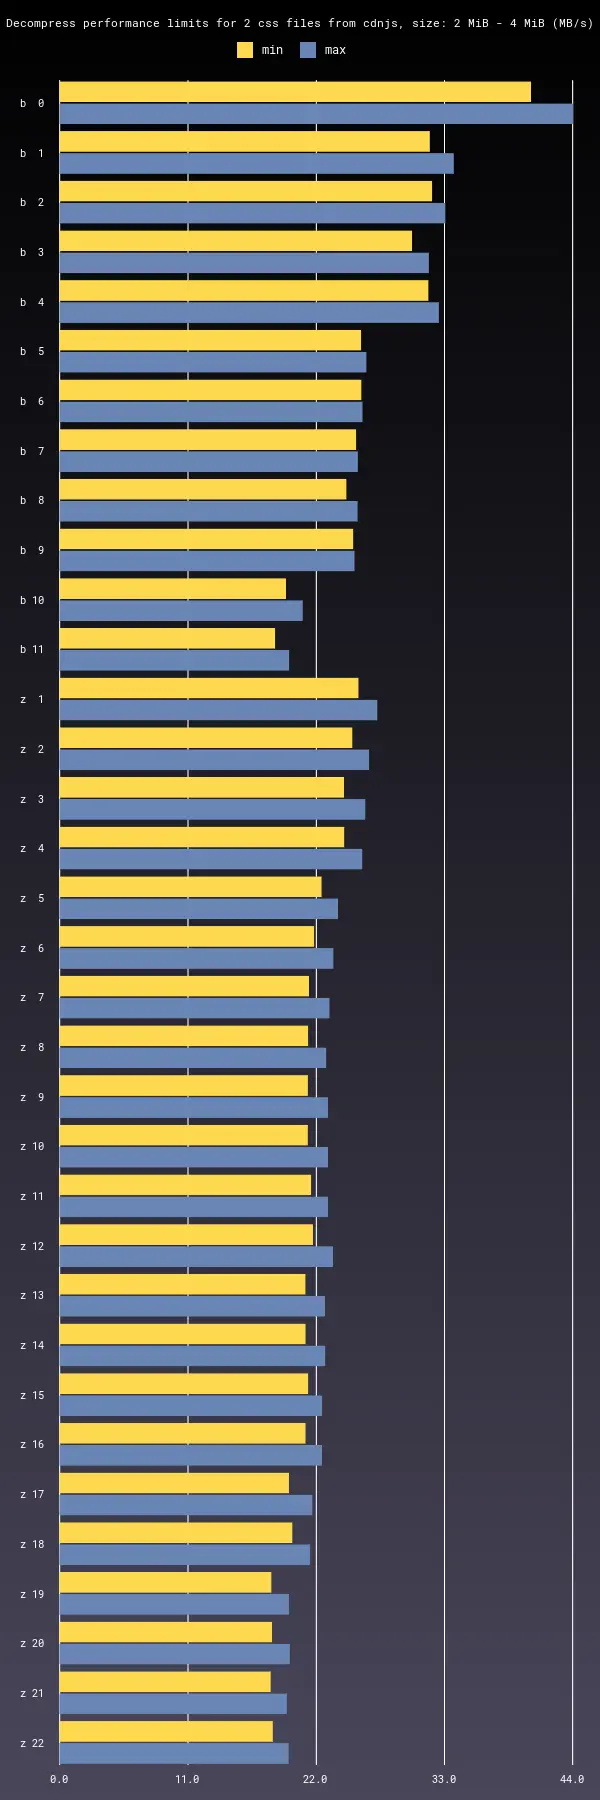 Decompress performance limits for 2 css files from cdnjs, size: 2 MiB - 4 MiB (MB/s)
min max
b 0
b 1
b 2
b 3
b 4
b 5
b 6
b 7
b 8
b 9
b 10
b 11
z 1
z 2
z 3
z 4
z 5
z 6
z 7
z 8
z 9
z 10
z 11
z 12
z 13
z 14
z 15
z 16
z 17
z 18
z 19
z 20
z 21
z 22
0.0 11.0 22.0 33.0 44.0